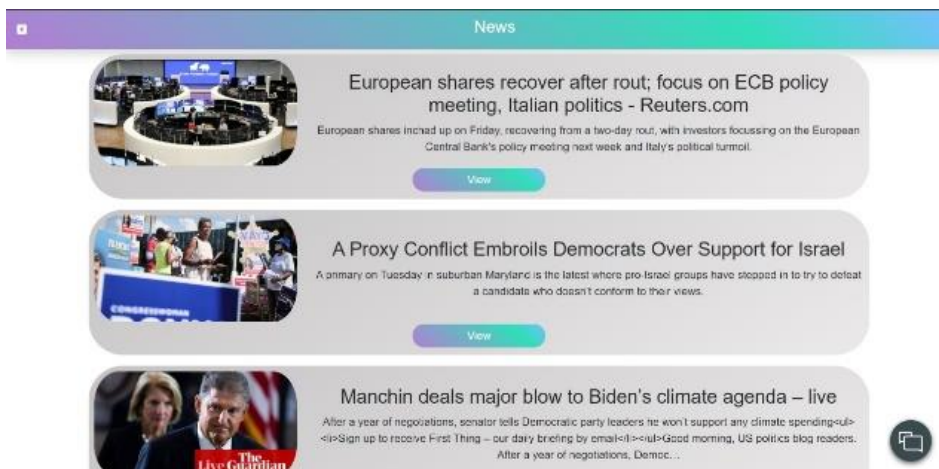 News
European shares recover after rout; focus on ECB policy
meeting, Italian politics - Reuters.com
European shares inched up on Friday, recovering from a two-day rout, with investors focussing on the European
Central Bank's policy meeting next week and Italy's political turmoil.
View
A Proxy Conflict Embroils Democrats Over Support for Israel
A primary on Tuesday in suburban Maryland is the latest where pro-Israel groups have stepped in to try to defeat
a candidate who doesn't conform to their views.
CONGRESSWOMAN
View
Manchin deals major blow to Biden's climate agenda – live
After a year of negotiations, senator tells Democratic party leaders he won't support any climate spending<ul>
<li>Sign up to receive First Thing – our daily briefing by email</li></ul>Good morning, US politics blog readers.
After a year of negotiations, Democ...
The
Live Guardian